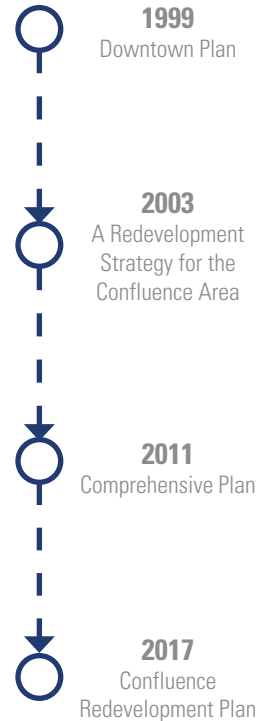 1999
Downtown Plan
2003
A Redevelopment
Strategy for the
Confluence Area
2011
Comprehensive Plan
2017
Confluence
Redevelopment Plan